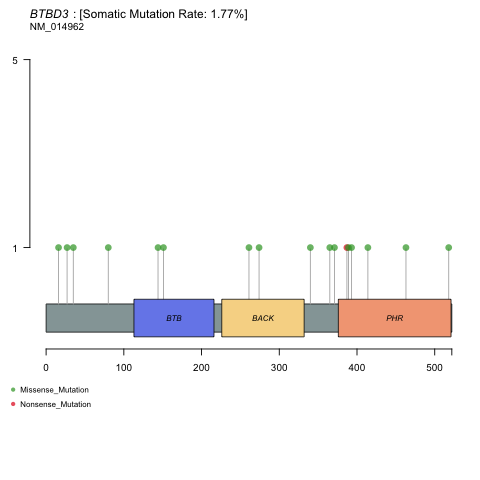 BTBD3 : [Somatic Mutation Rate: 1.77%]
NM_014962
5
1
BTB BACK PHR
0 100 200 300 400 500
Missense_Mutation
Nonsense_Mutation